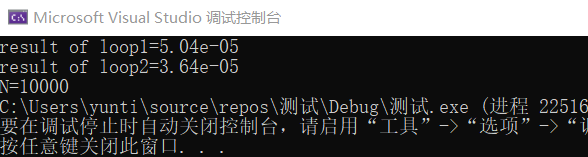 Microsoft Visual Studio 调试控制台
result of loop1=5.04e-05
result of loop2=3.64e-05
N=10000
C:\Users\yunti\source\repos\测试\Debug\测试.exe (进程 22516
要在调试停止时自动关闭控制台，请启用“工具”->“选项”->“
按任意键关闭此窗口. . .